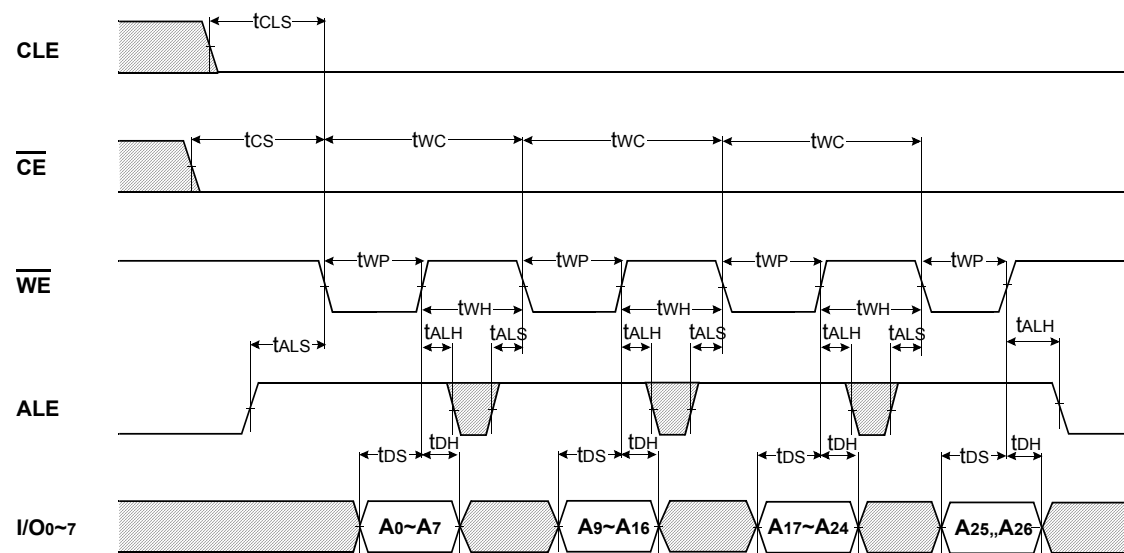 CLE
tCLS
CE
tCS
tWC
tWC
tWC
WE
tWP
tWP
tWP
tWP
tWH
tWH
tWH
tALS
tALH
tALS
tALH
tALS
tALH
tALS
tALH
ALE
tDS
tDH
tDS
tDH
tDS
tDH
tDS
tDH
I/O0~7
A0~A7
A9~A16
A17~A24
A25,,A26